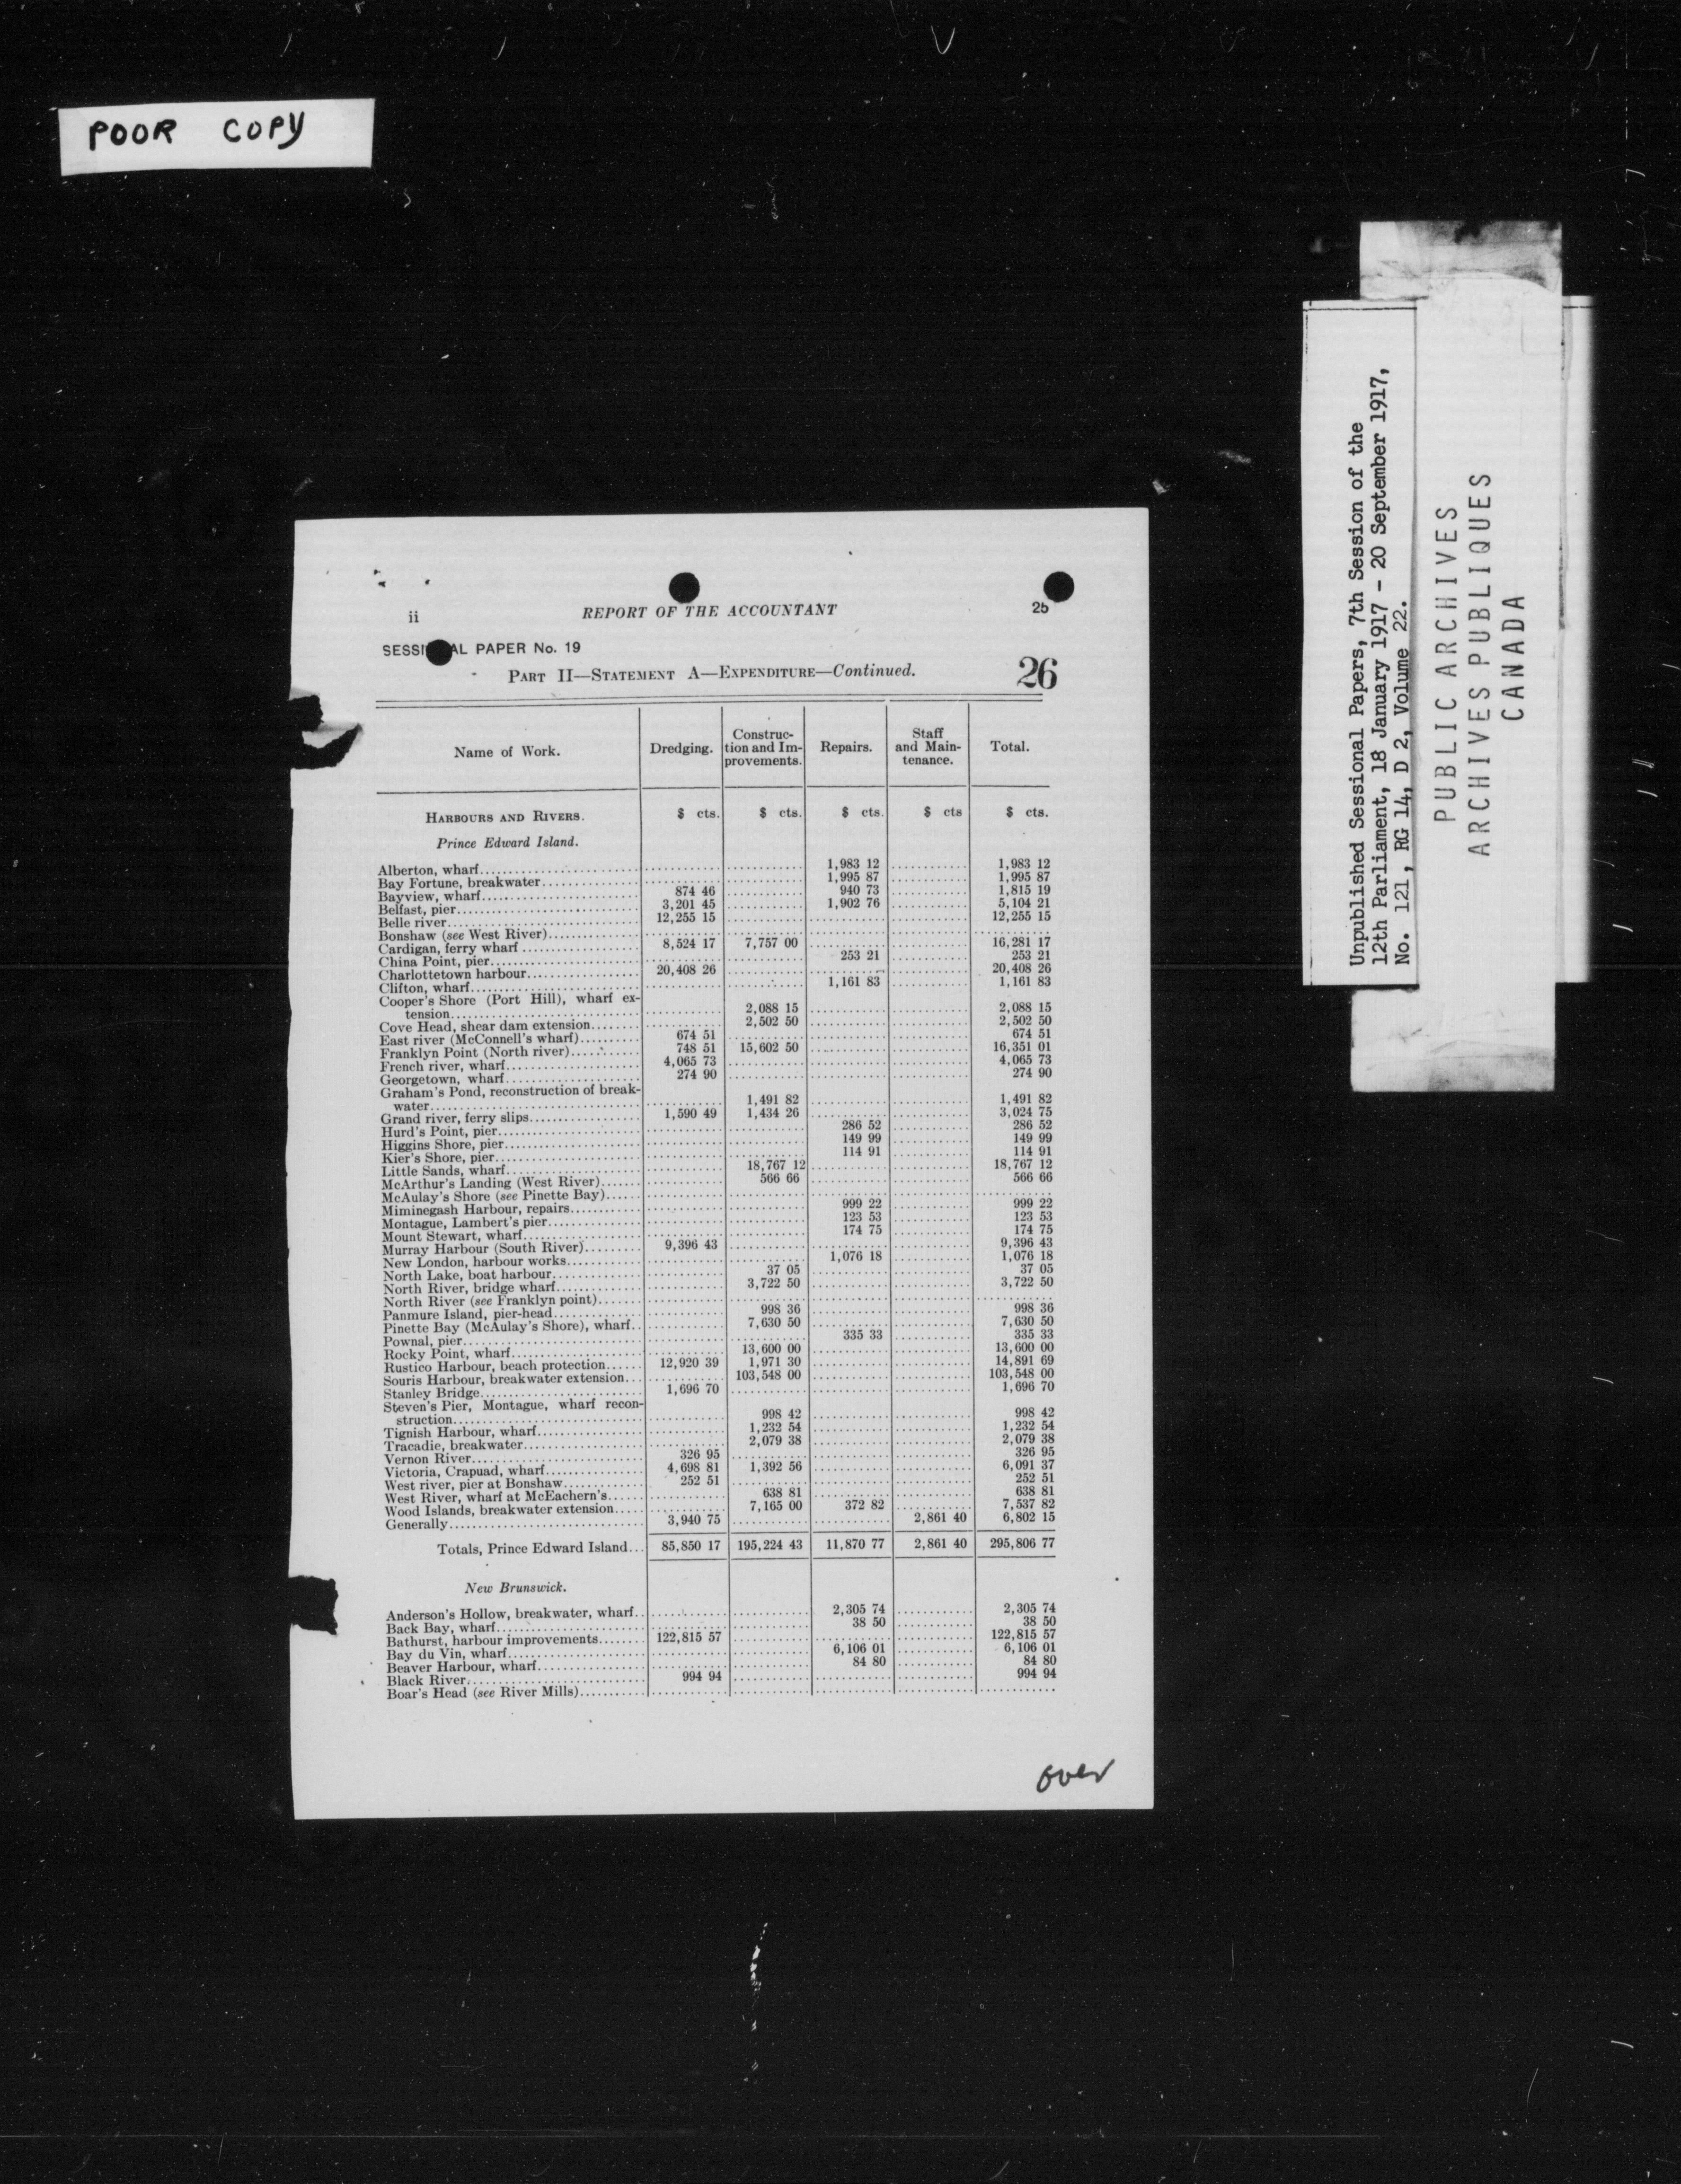 POOR COPY
ii REPORT OF THE ACCOUNTANT 25
SESSI AL PAPER No. 19
PART II—STATEMENT A—EXPENDITURE—Continued. 26
Name of Work. Dredging. Construc-tion and Im-provements. Repairs. Staff and Main-tenance. Total.
HARBOURS AND RIVERS. $ cts. $ cts. $ cts. $ cts $ cts.
Prince Edward Island.
Alberton, wharf 1,983 12 1,983 12
Bay Fortune, breakwater 1,995 87 1,995 87
Bayview, wharf 874 46 940 73 1,815 19
Belfast, pier 3,201 45 1,902 76 5,104 21
Belle river 12,255 15 12,255 15
Bonshaw (see West River)
Cardigan, ferry wharf 8,524 17 7,757 00 16,281 17
China Point, pier 253 21 253 21
Charlottetown harbour 20,408 26 20,408 26
Clifton, wharf 1,161 83 1,161 83
Cooper's Shore (Port Hill), wharf ex-
tension 2,088 15 2,088 15
Cove Head, shear dam extension 2,502 50 2,502 50
East river (McConnell's wharf) 674 51 674 51
Franklyn Point (North river) 748 51 15,602 50 16,351 01
French river, wharf 4,065 73 4,065 73
Georgetown, wharf 274 90 274 90
Graham's Pond, reconstruction of break-
water 1,491 82 1,491 82
Grand river, ferry slips 1,590 49 1,434 26 3,024 75
Hurd's Point, pier 286 52 286 52
Higgins Shore, pier 149 99 149 99
Kier's Shore, pier 114 91 114 91
Little Sands, wharf 18,767 12 18,767 12
McArthur's Landing (West River) 566 66 566 66
McAulay's Shore (see Pinette Bay)
Miminegash Harbour, repairs 999 22 999 22
Montague, Lambert's pier 123 53 123 53
Mount Stewart, wharf 174 75 174 75
Murray Harbour (South River) 9,396 43 9,396 43
New London, harbour works 1,076 18 1,076 18
North Lake, boat harbour 37 05 37 05
North River, bridge wharf 3,722 50 3,722 50
North River (see Franklyn point)
Panmure Island, pier-head 998 36 998 36
Pinette Bay (McAulay's Shore), wharf 7,630 50 7,630 50
Pownal, pier 335 33 335 33
Rocky Point, wharf 13,600 00 13,600 00
Rustico Harbour, beach protection 12,920 39 1,971 30 14,891 69
Souris Harbour, breakwater extension 103,548 00 103,548 00
Stanley Bridge 1,696 70 1,696 70
Steven's Pier, Montague, wharf recon-
struction 998 42 998 42
Tignish Harbour, wharf 1,232 54 1,232 54
Tracadie, breakwater 2,079 38 2,079 38
Vernon River 326 95 326 95
Victoria, Crapuad, wharf 4,698 81 1,392 56 6,091 37
West river, pier at Bonshaw 252 51 252 51
West River, wharf at McEachern's 638 81 638 81
Wood Islands, breakwater extension 7,165 00 372 82 7,537 82
Generally 3,940 75 2,861 40 6,802 15
Totals, Prince Edward Island... 85,850 17 195,224 43 11,870 77 2,861 40 295,806 77
New Brunswick.
Anderson's Hollow, breakwater, wharf 2,305 74 2,305 74
Back Bay, wharf 38 50 38 50
Bathurst, harbour improvements 122,815 57 122,815 57
Bay du Vin, wharf 6,106 01 6,106 01
Beaver Harbour, wharf 84 80 84 80
Black River 994 94 994 94
Boar's Head (see River Mills)
over
Unpublished Sessional Papers, 7th Session of the
12th Parliament, 18 January 1917 - 20 September 1917,
No. 121, RG 14, D 2, Volume 22.
PUBLIC ARCHIVES
ARCHIVES PUBLIQUES
CANADA